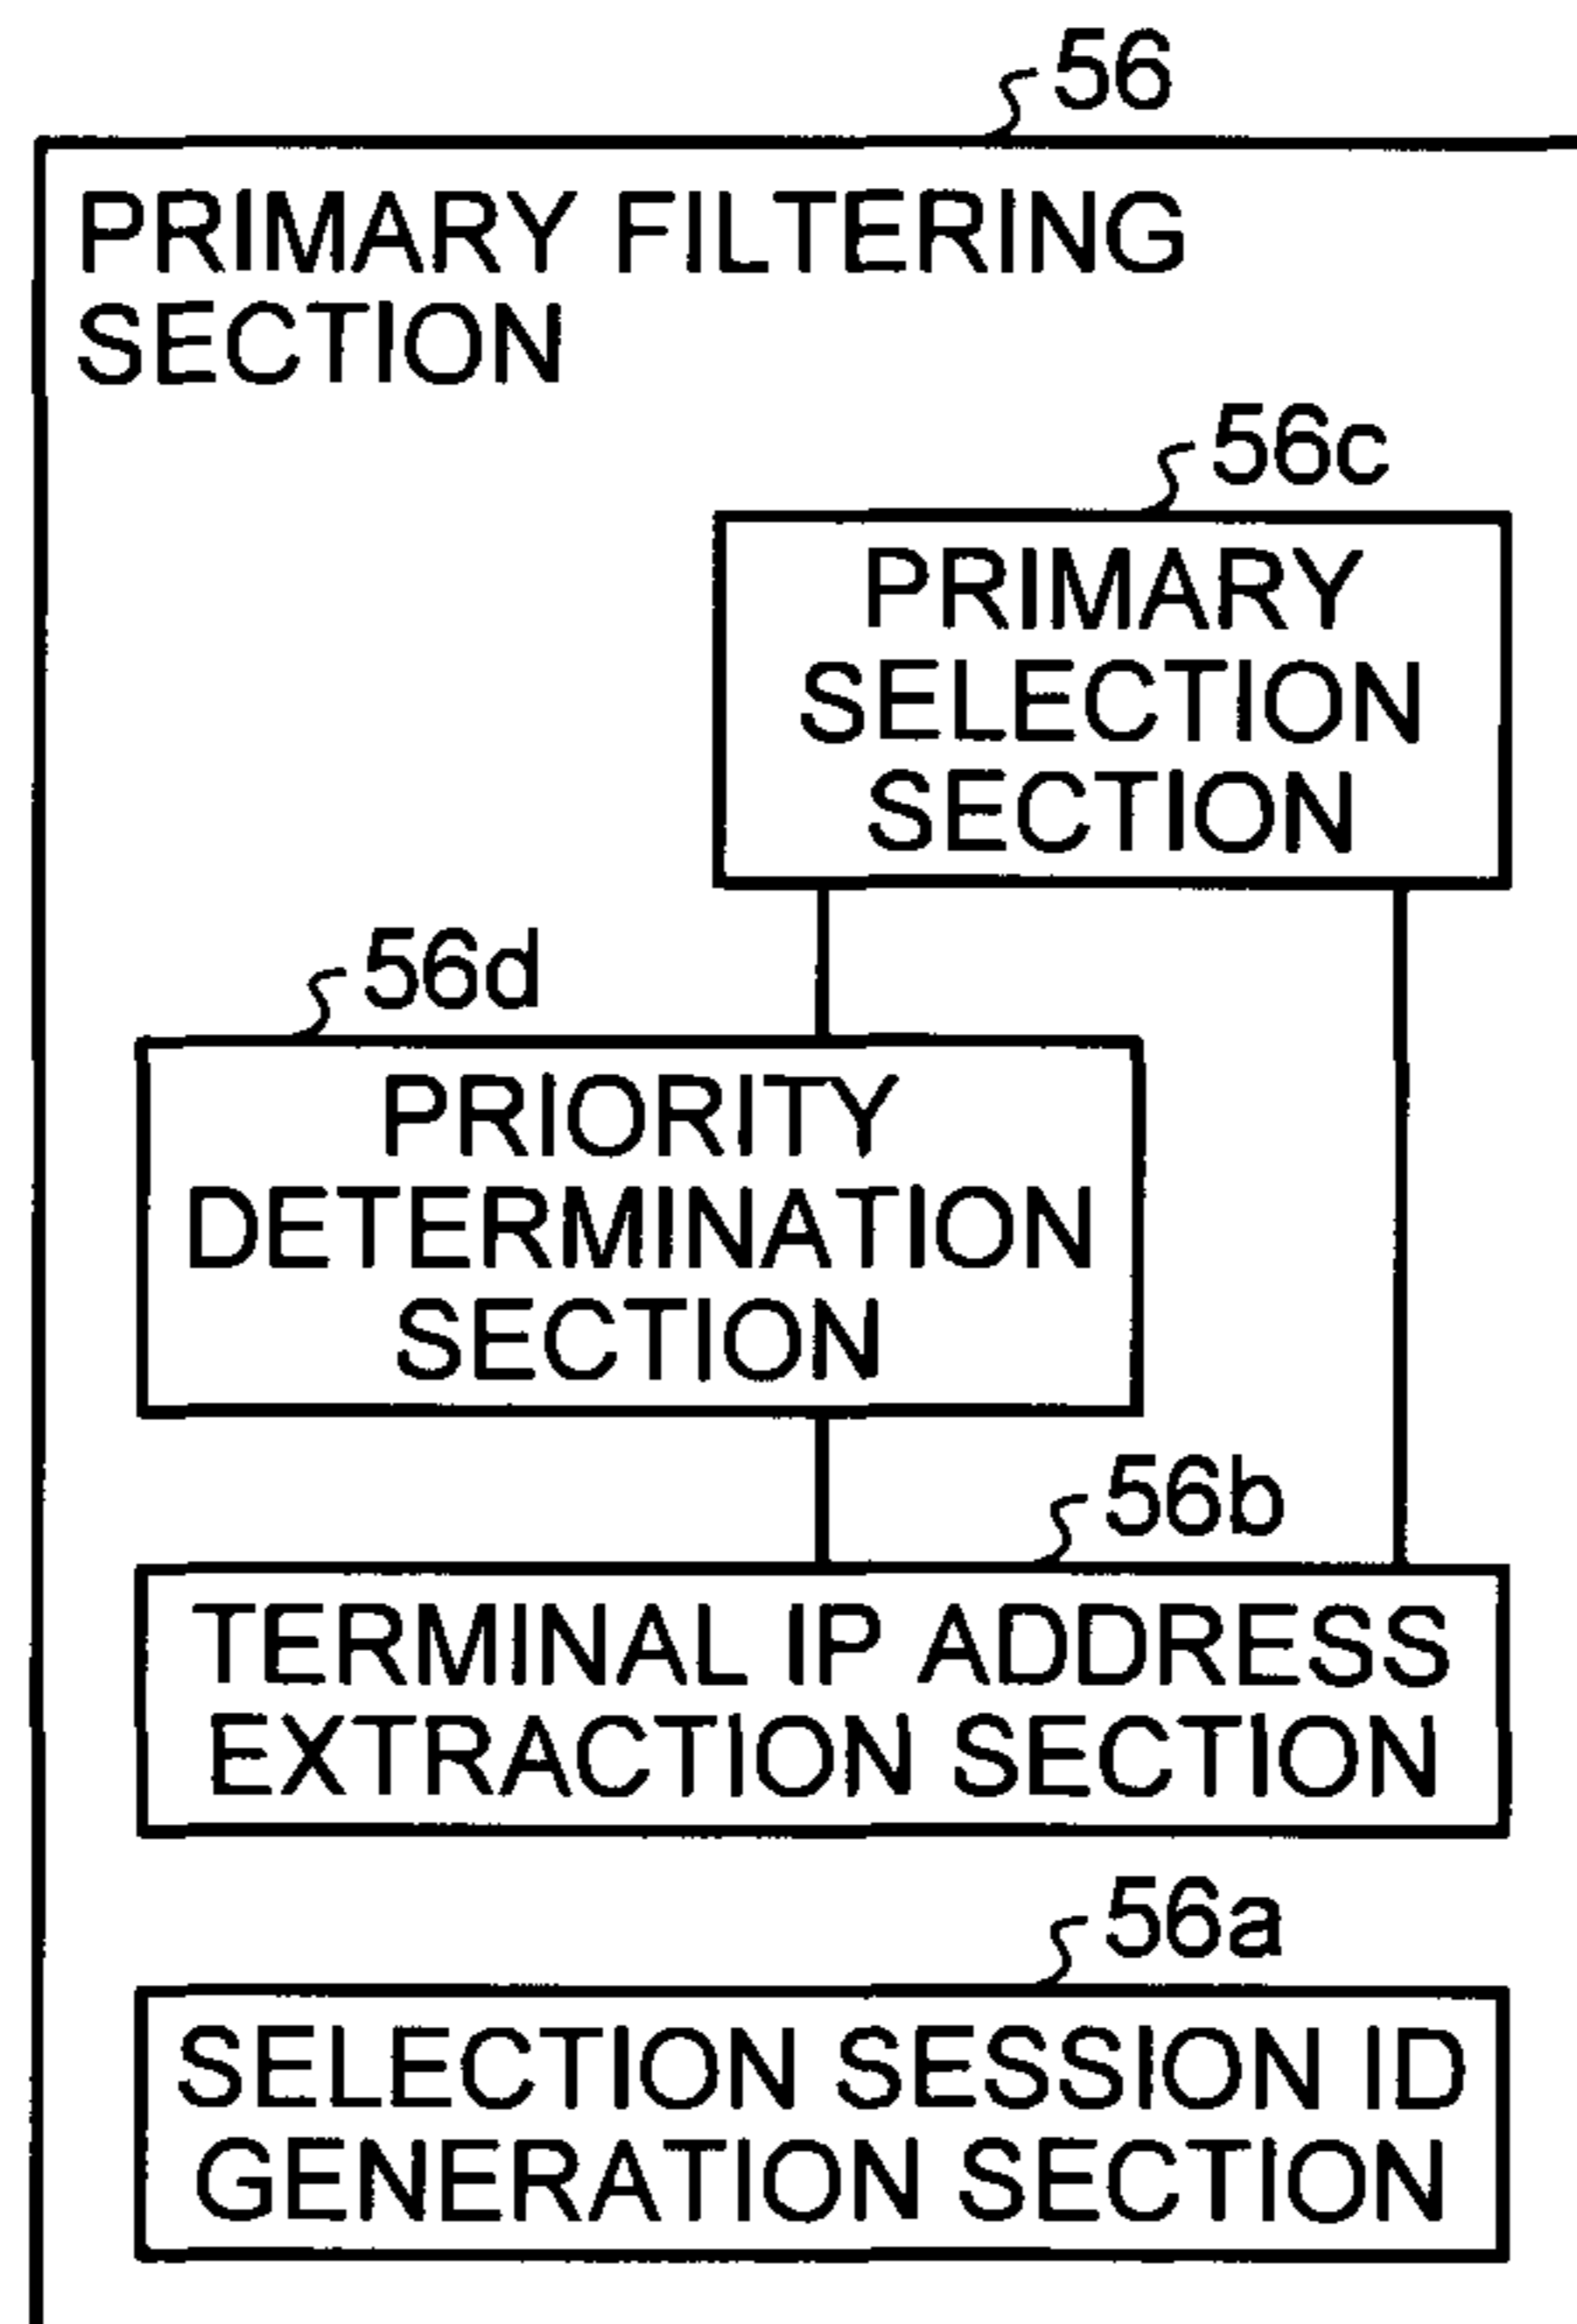 56
PRIMARY FILTERING
SECTION
56c
PRIMARY
SELECTION
SECTION
56d
PRIORITY
DETERMINATION
SECTION
56b
TERMINAL IP ADDRESS
EXTRACTION SECTION
56a
SELECTION SESSION ID
GENERATION SECTION